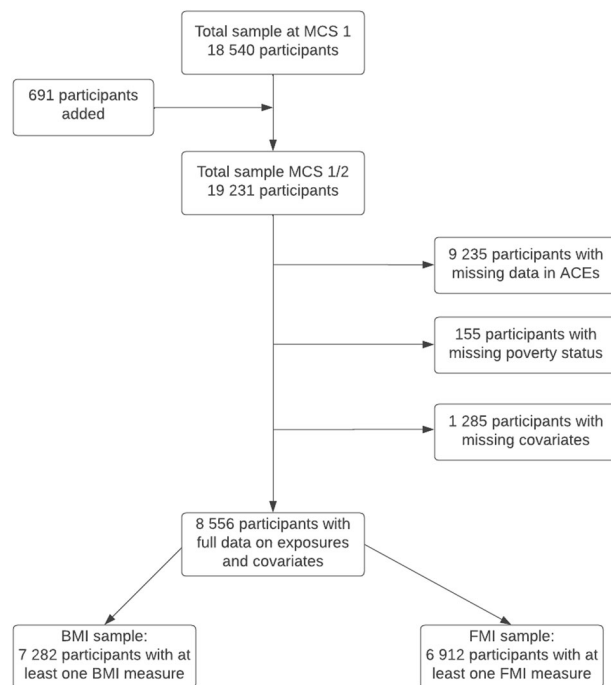 Total sample at MCS 1
18 540 participants
691 participants
added
Total sample MCS 1/2
19 231 participants
9 235 participants with
missing data in ACEs
155 participants with
missing poverty status
1 285 participants with
missing covariates
8 556 participants with
full data on exposures
and covariates
BMI sample:
7 282 participants with at
least one BMI measure
FMI sample:
6 912 participants with at
least one FMI measure